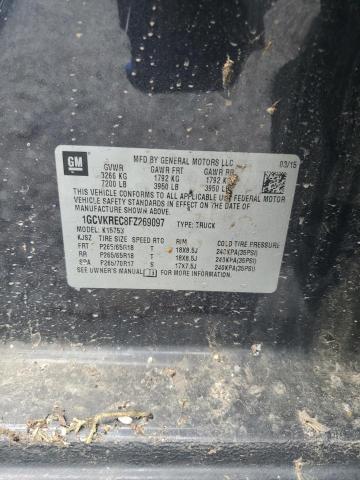 GM
MFD BY GENERAL MOTORS LLC 03/15
GVWR GAWR FRT GAWR RR
3266 KG 1792 KG 1792 KG
7200 LB 3950 LB 3950 LB
THIS VEHICLE CONFORMS TO ALL APPLICABLE U.S. FEDERAL MOTOR
VEHICLE SAFETY STANDARDS IN EFFECT ON THE DATE OF
MANUFACTURE SHOWN ABOVE.
1GCVKREC8FZ269097 TYPE: TRUCK
MODEL: K15753
KJSZ TIRE SIZE SPEED RTG RIM COLD TIRE PRESSURE
FRT P265/65R18 T 18X8.5J 240KPA(35PSI)
RR P265/65R18 T 18X8.5J 240KPA(35PSI)
SPA P265/70R17 S 17X7.5J 240KPA(35PSI)
SEE OWNER'S MANUAL